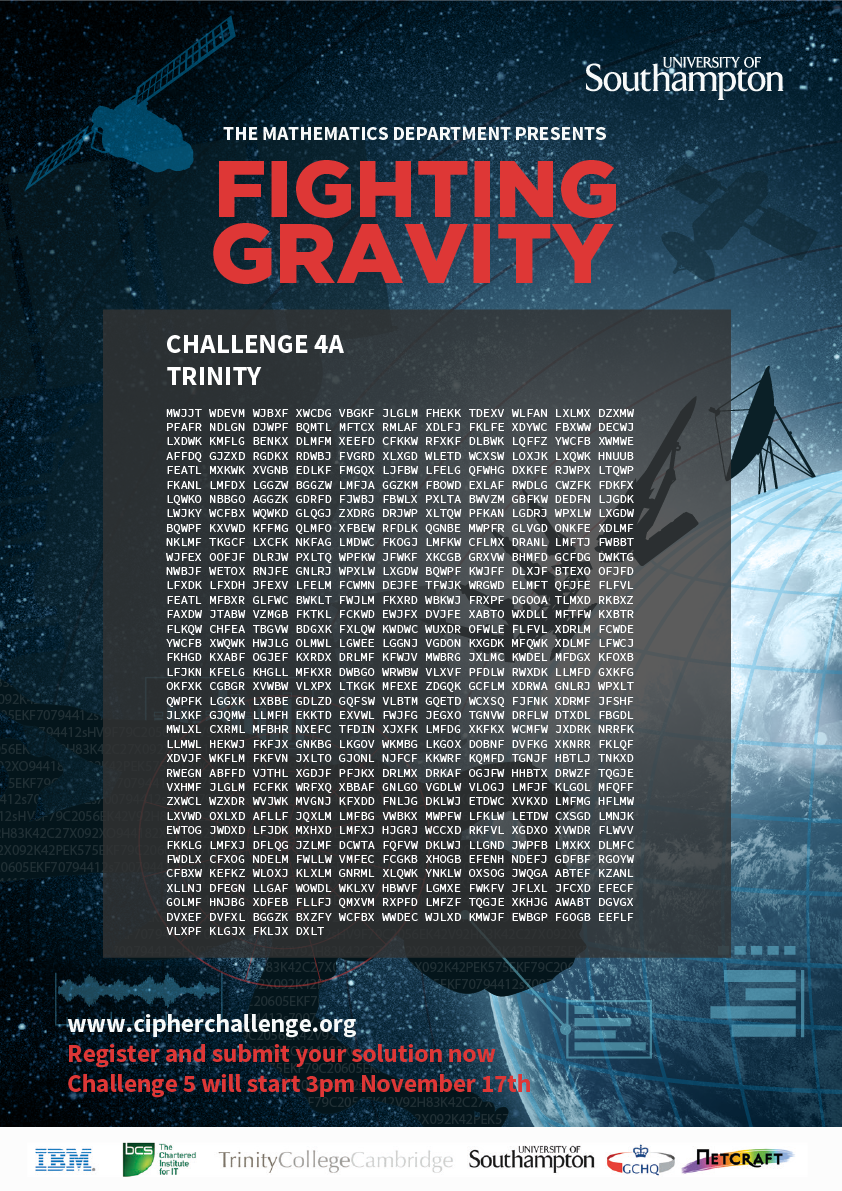 UNIVERSITY OF
Southampton
THE MATHEMATICS DEPARTMENT PRESENTS
FIGHTING
GRAVITY
CHALLENGE 4A
TRINITY
MWJJT WDEVM WJBXF XWCDG VBGKF JLGLM FHEKK TDEXV WLFAN LXLMX DZXMW
PFAFR NDLGN DJWPF BQMTL MFTCX RMLAF XDLFJ FKLFE XDYWC FBXWW DECWJ
LXDWK KMFLG BENKX DLMFM XEEFD CFKKW RFXKF DLBWK LQFFZ YWCFB XWMWE
AFFDQ GJZXD RGDKX RDWBJ FVGRD XLXGD WLETD WCXSW LOXJK LXQWK HNUUB
FEATL MXKWK XVGNB EDLKF FMGQX LJFBW LFELG QFWHG DXKFE RJWPX LTQWP
FKANL LMFDX LGGZW BGGZW LMFJA GGZKM FBOWD EXLAF RWDLG CWZFK FDKFX
LQWKO NBBGO AGGZK GDRFD FJWBJ FBWLX PXLTA BWVZM GBFKW DEDFN LJGDK
LWJKY WCFBX WQWKD GLQGJ ZXDRG DRJWP XLTQW PFKAN LGDRJ WPXLW LXGDW
BQWPF KXVWD KFFMG QLMFO XFBEW RFDLK QGNBE MWPFR GLVGD ONKFE XDLMF
NKLMF TKGCF LXCFK NKFAG LMDWC FKOGJ LMFKW CFLMX DRANL LMFTJ FWBBT
WJFEX OOFJF DLRJW PXLTQ WPFKW JFWKF XKCGB GRXVW BHMFD GCFDG DWKTG
NWBJF WETOX RNJFE GNLRJ WPXLW LXGDW BQWPF KWJFF DLXJF BTEXO OFJFD
LFXDK LFXDH JFEXV LFELM FCWMN DEJFE TFWJK WRGWD ELMFT QFJFE FLFVL
FEATL MFBXR GLFWC BWKLT FWJLM FKXRD WBKWJ FRXPF DGOOA TLMXD RKBXZ
FAXDW JTABW VZMGB FKTKL FCKWD EWJFX DVJFE XABTO WXDLL MFTFW KXBTR
FLKQW CHFEA TBGVW BDGXK FXLQW KWDWC WUXDR OFWLE FLFVL XDRLM FCWDE
YWCFB XWQWK HWJLG OLMWL LGWEE LGGNJ VGDON KXGDK MFQWK XDLMF LFWCJ
FKHGD KXABF OGJEF KXRDX DRLMF KFWJV MWBRG JXLMC KWDEL MFDGX KFOXB
LFJKN KFELG KHGLL MFKXR DWBGO WRWBW VLXVF PFDLW RWXDK LLMFD GXKFG
OKFXK CGBGR XVWBW VLXPX LTKGK MFEXE ZDGQK GCFLM XDRWA GNLRJ WPXLT
QWPFK LGGXK LXBBE GDLZD GQFSW VLBTM GQETD WCXSQ FJFNK XDRMF JFSHF
JLXKF GJQMW LLMFH EKKTD EXVWL FWJFG JEGXO TGNVW DRFLW DTXDL FBGDL
MWLXL CXRML MFBHR NXEFC TFDIN XJXFK LMFDG XKFKX WCMFW JXDRK NRRFK
LLMWL HEKWJ FKFJX GNKBG LKGOV WKMBG LKGOX DOBNF DVFKG XKNRR FKLQF
XDVJF WKFLM FKFVN JXLTO GJONL NJFCF KKWRF KQMFD TGNJF HBTLJ TNKXD
RWEGN ABFFD VJTHL XGDJF PFJKX DRLMX DRKAF OGJFW HHBTX DRWZF TQGJE
VXHMF JLGLM FCFKK WRFXQ XBBAF GNLGO VGDLW VLOGJ LMFJF KLGOL MFQFF
ZXWCL WZXDR WVJWK MVGNJ KFXDD FNLJG DKLWJ ETDWC XVKXD LMFMG HFLMW
LXVWD OXLXD AFLLF JQXLM LMFBG VWBKX MWPFW LFKLW LETDW CXSGD LMNJK
EWTOG JWDXD LFJDK MXHXD LMFXJ HJGRJ WCCXD RKFVL XGDXO XVWDR FLWVV
FKKLG LMFXJ DFLQG JZLMF DCWTA FQFVW DKLWJ LLGND JWPFB LMXKX DLMFC
FWDLX CFXOG NDELM FWLLW VMFEC FCGKB XHOGB EFENH NDEFJ GDFBF RGOYW
CFBXW KEFKZ WLOXJ KLXLM GNRML XLQWK YNKLW OXSOG JWQGA ABTEF KZANL
XLLNJ DFEGN LLGAF WOWDL WKLXV HBWVF LGMXE FWKFV JFLXL JFCXD EFECF
GOLMF HNJBG XDFEB FLLFJ QMXVM RXPFD LMFZF TQGJE XKHJG AWABT DGVGX
DVXEF DVFXL BGGZK BXZFY WCFBX WWDEC WJLXD KMWJF EWBGP FGOGB EEFLF
VLXPF KLGJX FKLJX DXLT
www.cipherchallenge.org
Register and submit your solution now
Challenge 5 will start 3pm November 17th
IBM
bcs The Chartered Institute for IT
TrinityCollegeCambridge
UNIVERSITY OF
Southampton
GCHQ
NETCRAFT